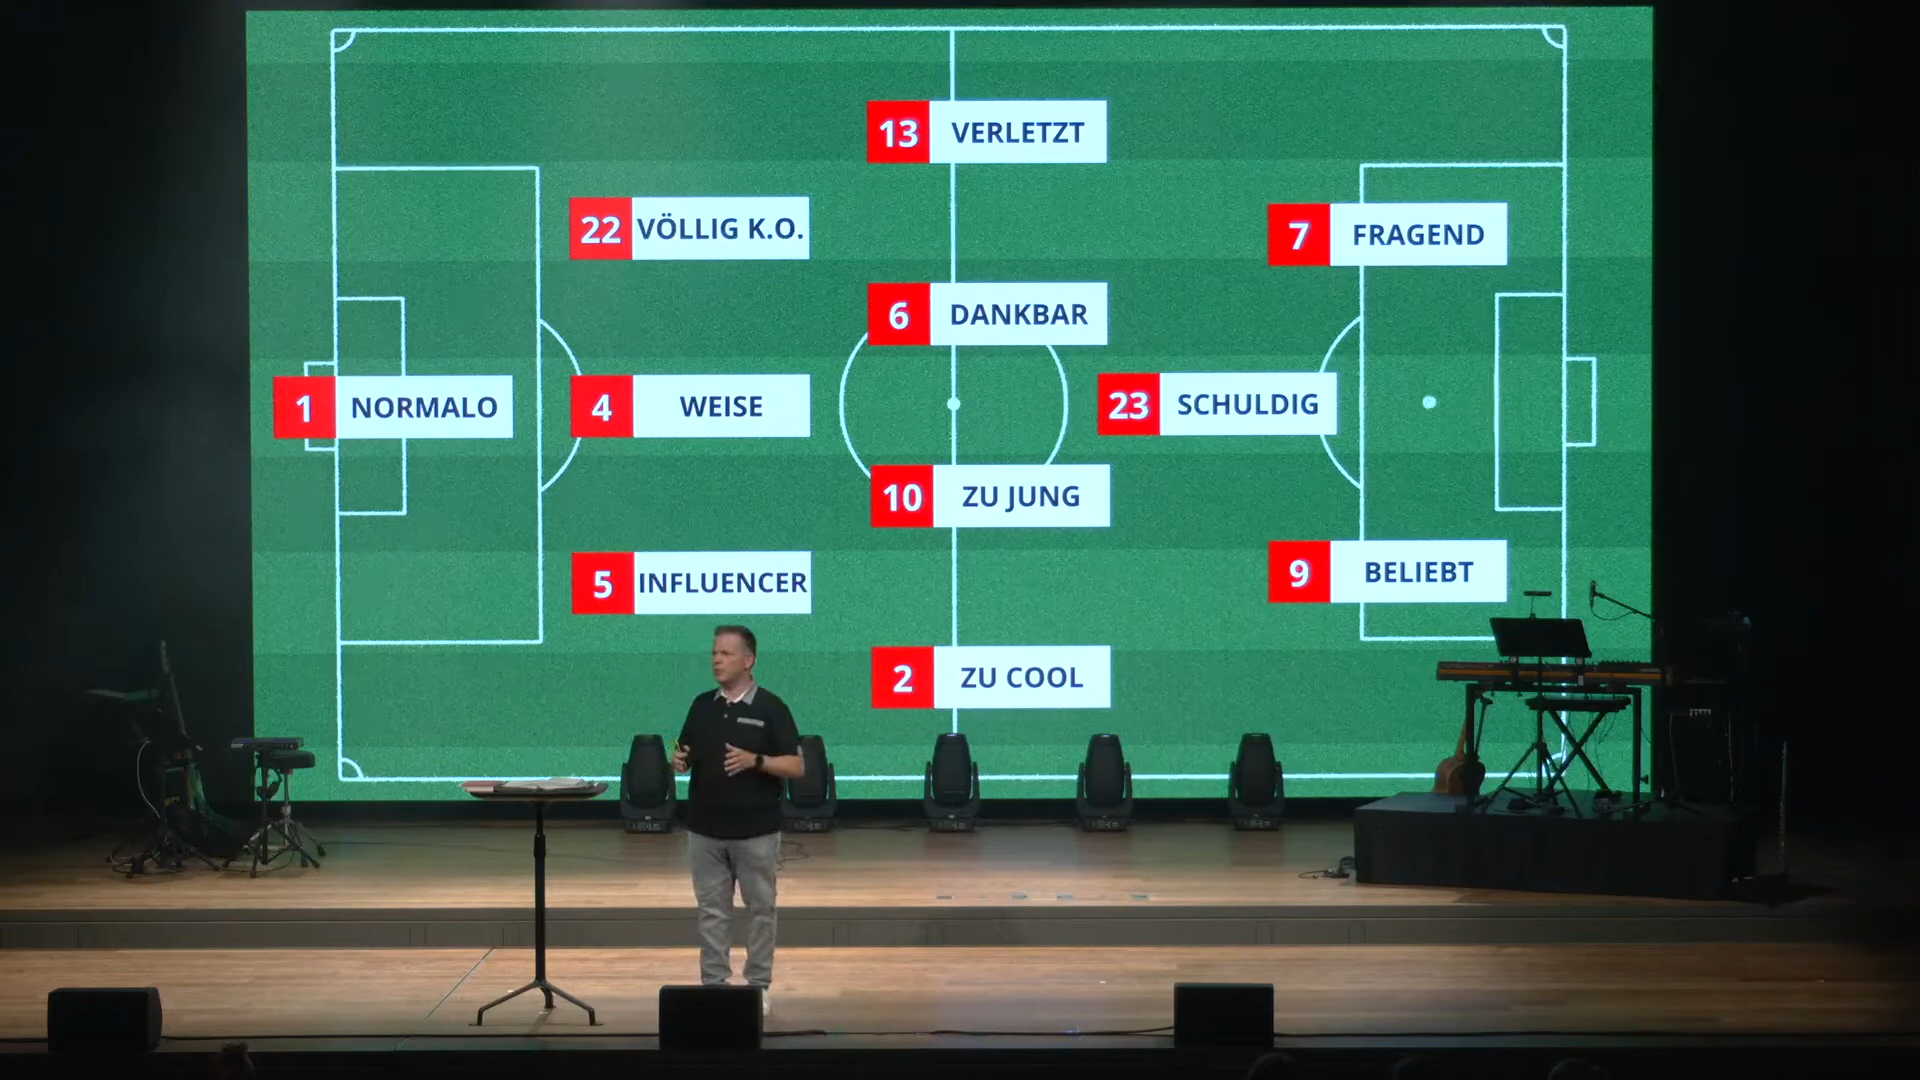 13 VERLETZT
22 VÖLLIG K.O.
7 FRAGEND
6 DANKBAR
1 NORMALO
4 WEISE
23 SCHULDIG
10 ZU JUNG
5 INFLUENCER
9 BELIEBT
2 ZU COOL